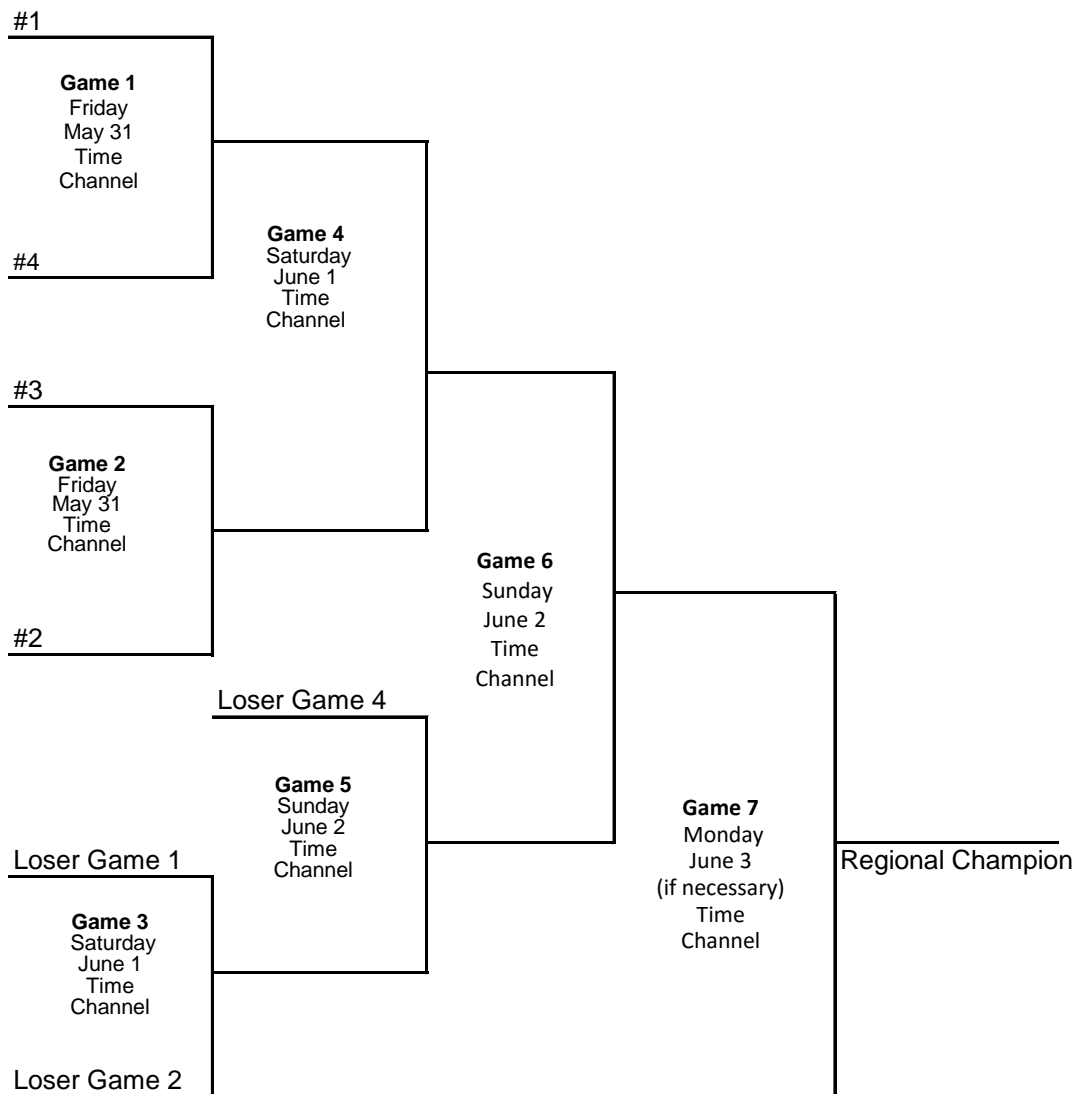 #1
Game 1
Friday
May 31
Time
Channel
#4
Game 4
Saturday
June 1
Time
Channel
#3
Game 2
Friday
May 31
Time
Channel
#2
Game 6
Sunday
June 2
Time
Channel
Loser Game 4
Game 5
Sunday
June 2
Time
Channel
Game 7
Monday
June 3
(if necessary)
Time
Channel
Regional Champion
Loser Game 1
Game 3
Saturday
June 1
Time
Channel
Loser Game 2